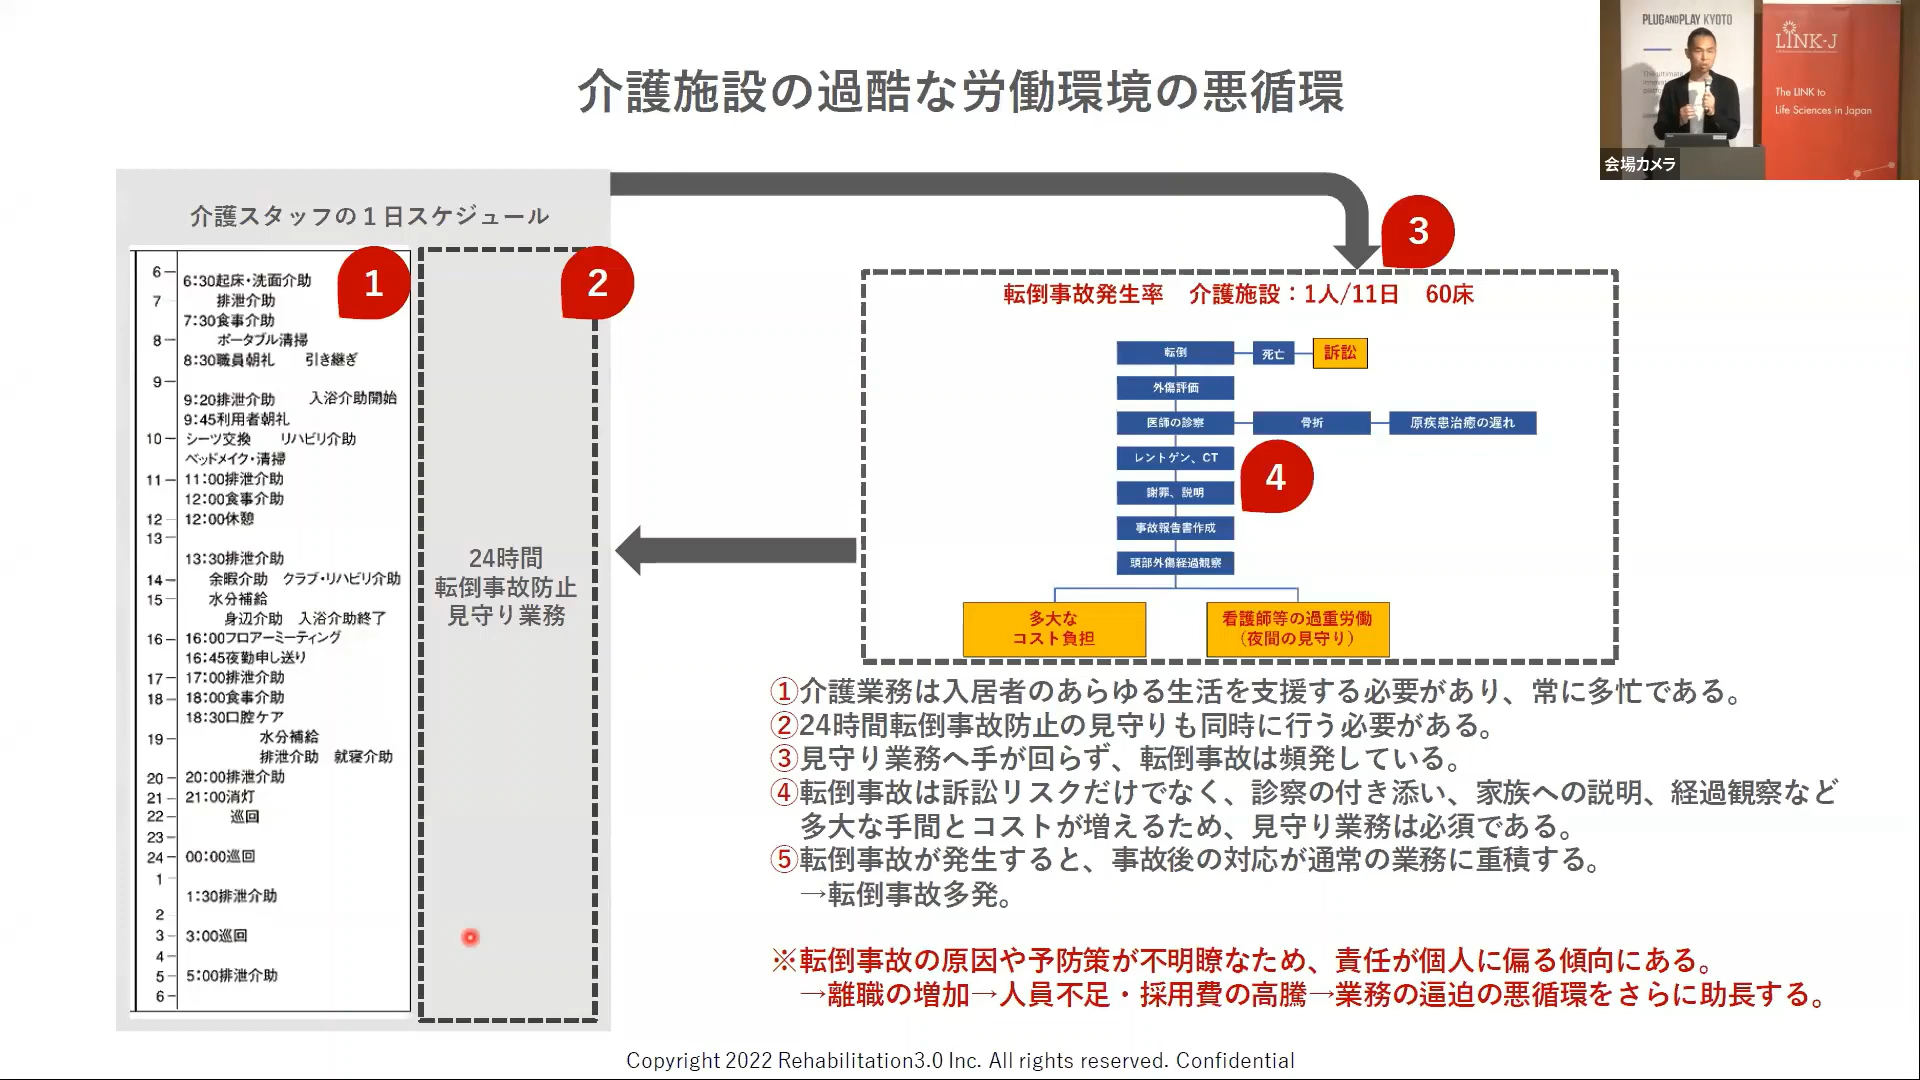 介護施設の過酷な労働環境の悪循環
PLUGANDPLAY KYOTO
The ultimate
LINK-J
The LINK to
Life Sciences in Japan
会場カメラ
介護スタッフの1日スケジュール
1
2
3
6
6:30起床・洗面介助
7
排泄介助
7:30食事介助
8
ポータブル清掃
8:30職員朝礼 引き継ぎ
9
9:20排泄介助 入浴介助開始
9:45利用者朝礼
10
シーツ交換 リハビリ介助
ベッドメイク・清掃
11
11:00排泄介助
12:00食事介助
12
12:00休憩
13
13:30排泄介助
14
余暇介助 クラブ・リハビリ介助
15
水分補給
身辺介助 入浴介助終了
16
16:00フロアーミーティング
16:45夜勤申し送り
17
17:00排泄介助
18
18:00食事介助
18:30口腔ケア
19
水分補給
排泄介助 就寝介助
20
20:00排泄介助
21
21:00消灯
22
巡回
23
24
00:00巡回
1
1:30排泄介助
2
3
3:00巡回
4
5
5:00排泄介助
6
24時間
転倒事故防止
見守り業務
転倒事故発生率 介護施設：1人/11日 60床
転倒
死亡
訴訟
外傷評価
医師の診察
骨折
原疾患治癒の遅れ
レントゲン、CT
4
謝罪、説明
事故報告書作成
頭部外傷経過観察
多大な
コスト負担
看護師等の過重労働
（夜間の見守り）
①介護業務は入居者のあらゆる生活を支援する必要があり、常に多忙である。
②24時間転倒事故防止の見守りも同時に行う必要がある。
③見守り業務へ手が回らず、転倒事故は頻発している。
④転倒事故は訴訟リスクだけでなく、診察の付き添い、家族への説明、経過観察など
多大な手間とコストが増えるため、見守り業務は必須である。
⑤転倒事故が発生すると、事故後の対応が通常の業務に重積する。
→転倒事故多発。
※転倒事故の原因や予防策が不明瞭なため、責任が個人に偏る傾向にある。
→離職の増加→人員不足・採用費の高騰→業務の逼迫の悪循環をさらに助長する。
Copyright 2022 Rehabilitation3.0 Inc. All rights reserved. Confidential